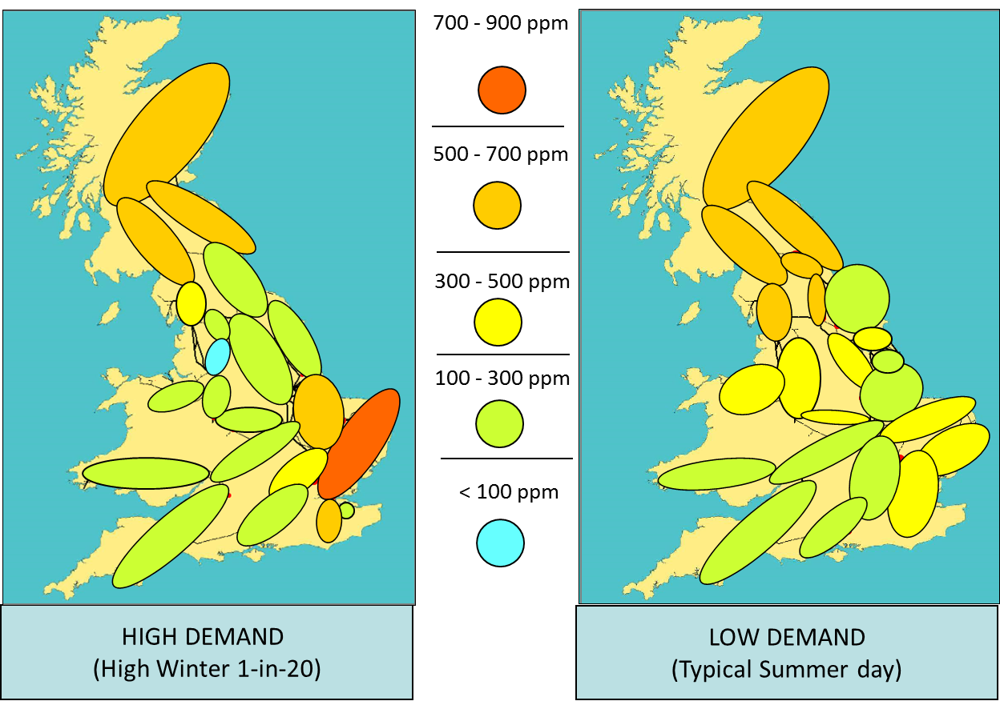 700 - 900 ppm
500 - 700 ppm
300 - 500 ppm
100 - 300 ppm
< 100 ppm
HIGH DEMAND
(High Winter 1-in-20)
LOW DEMAND
(Typical Summer day)